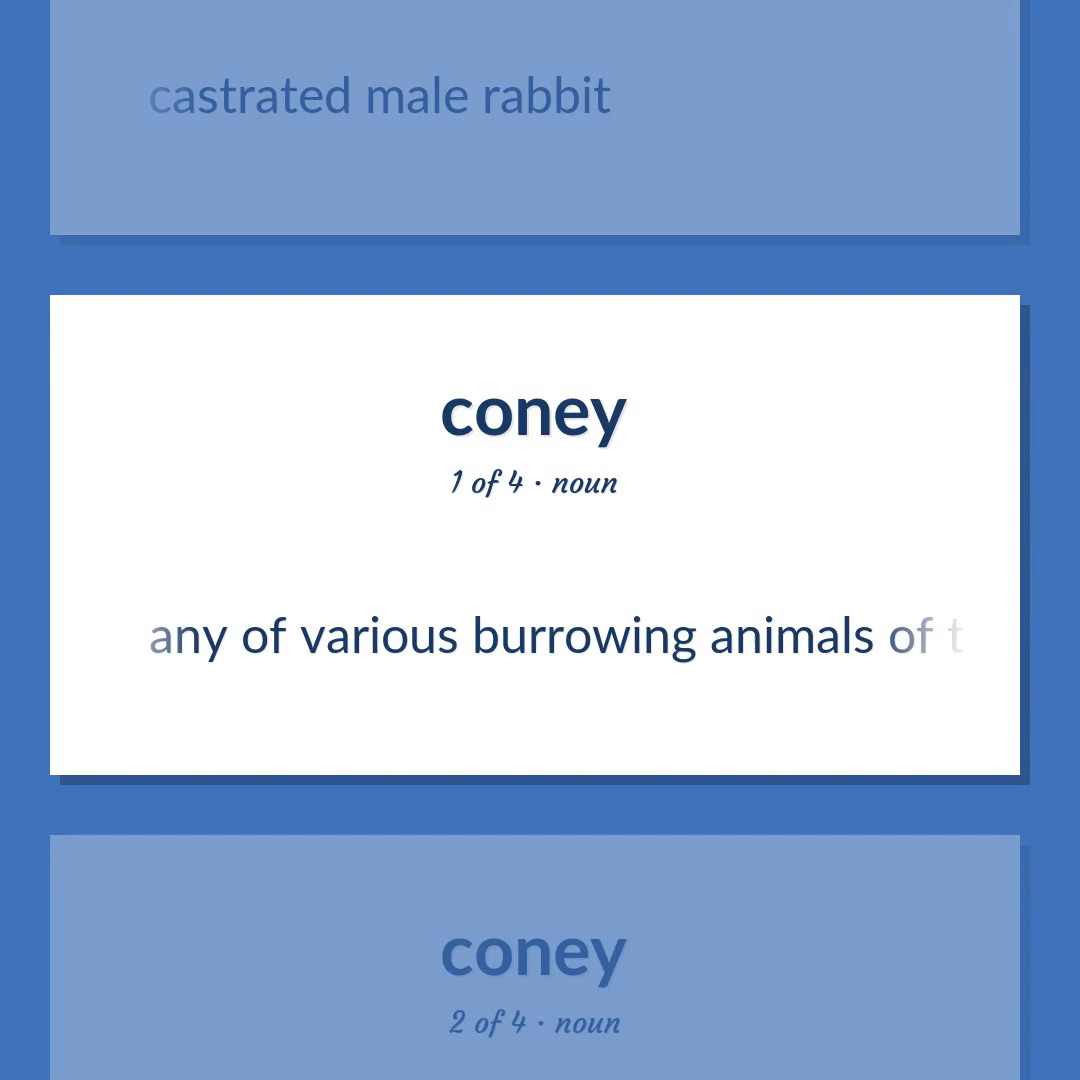 castrated male rabbit
coney
1 of 4 · noun
any of various burrowing animals of t
coney
2 of 4 · noun